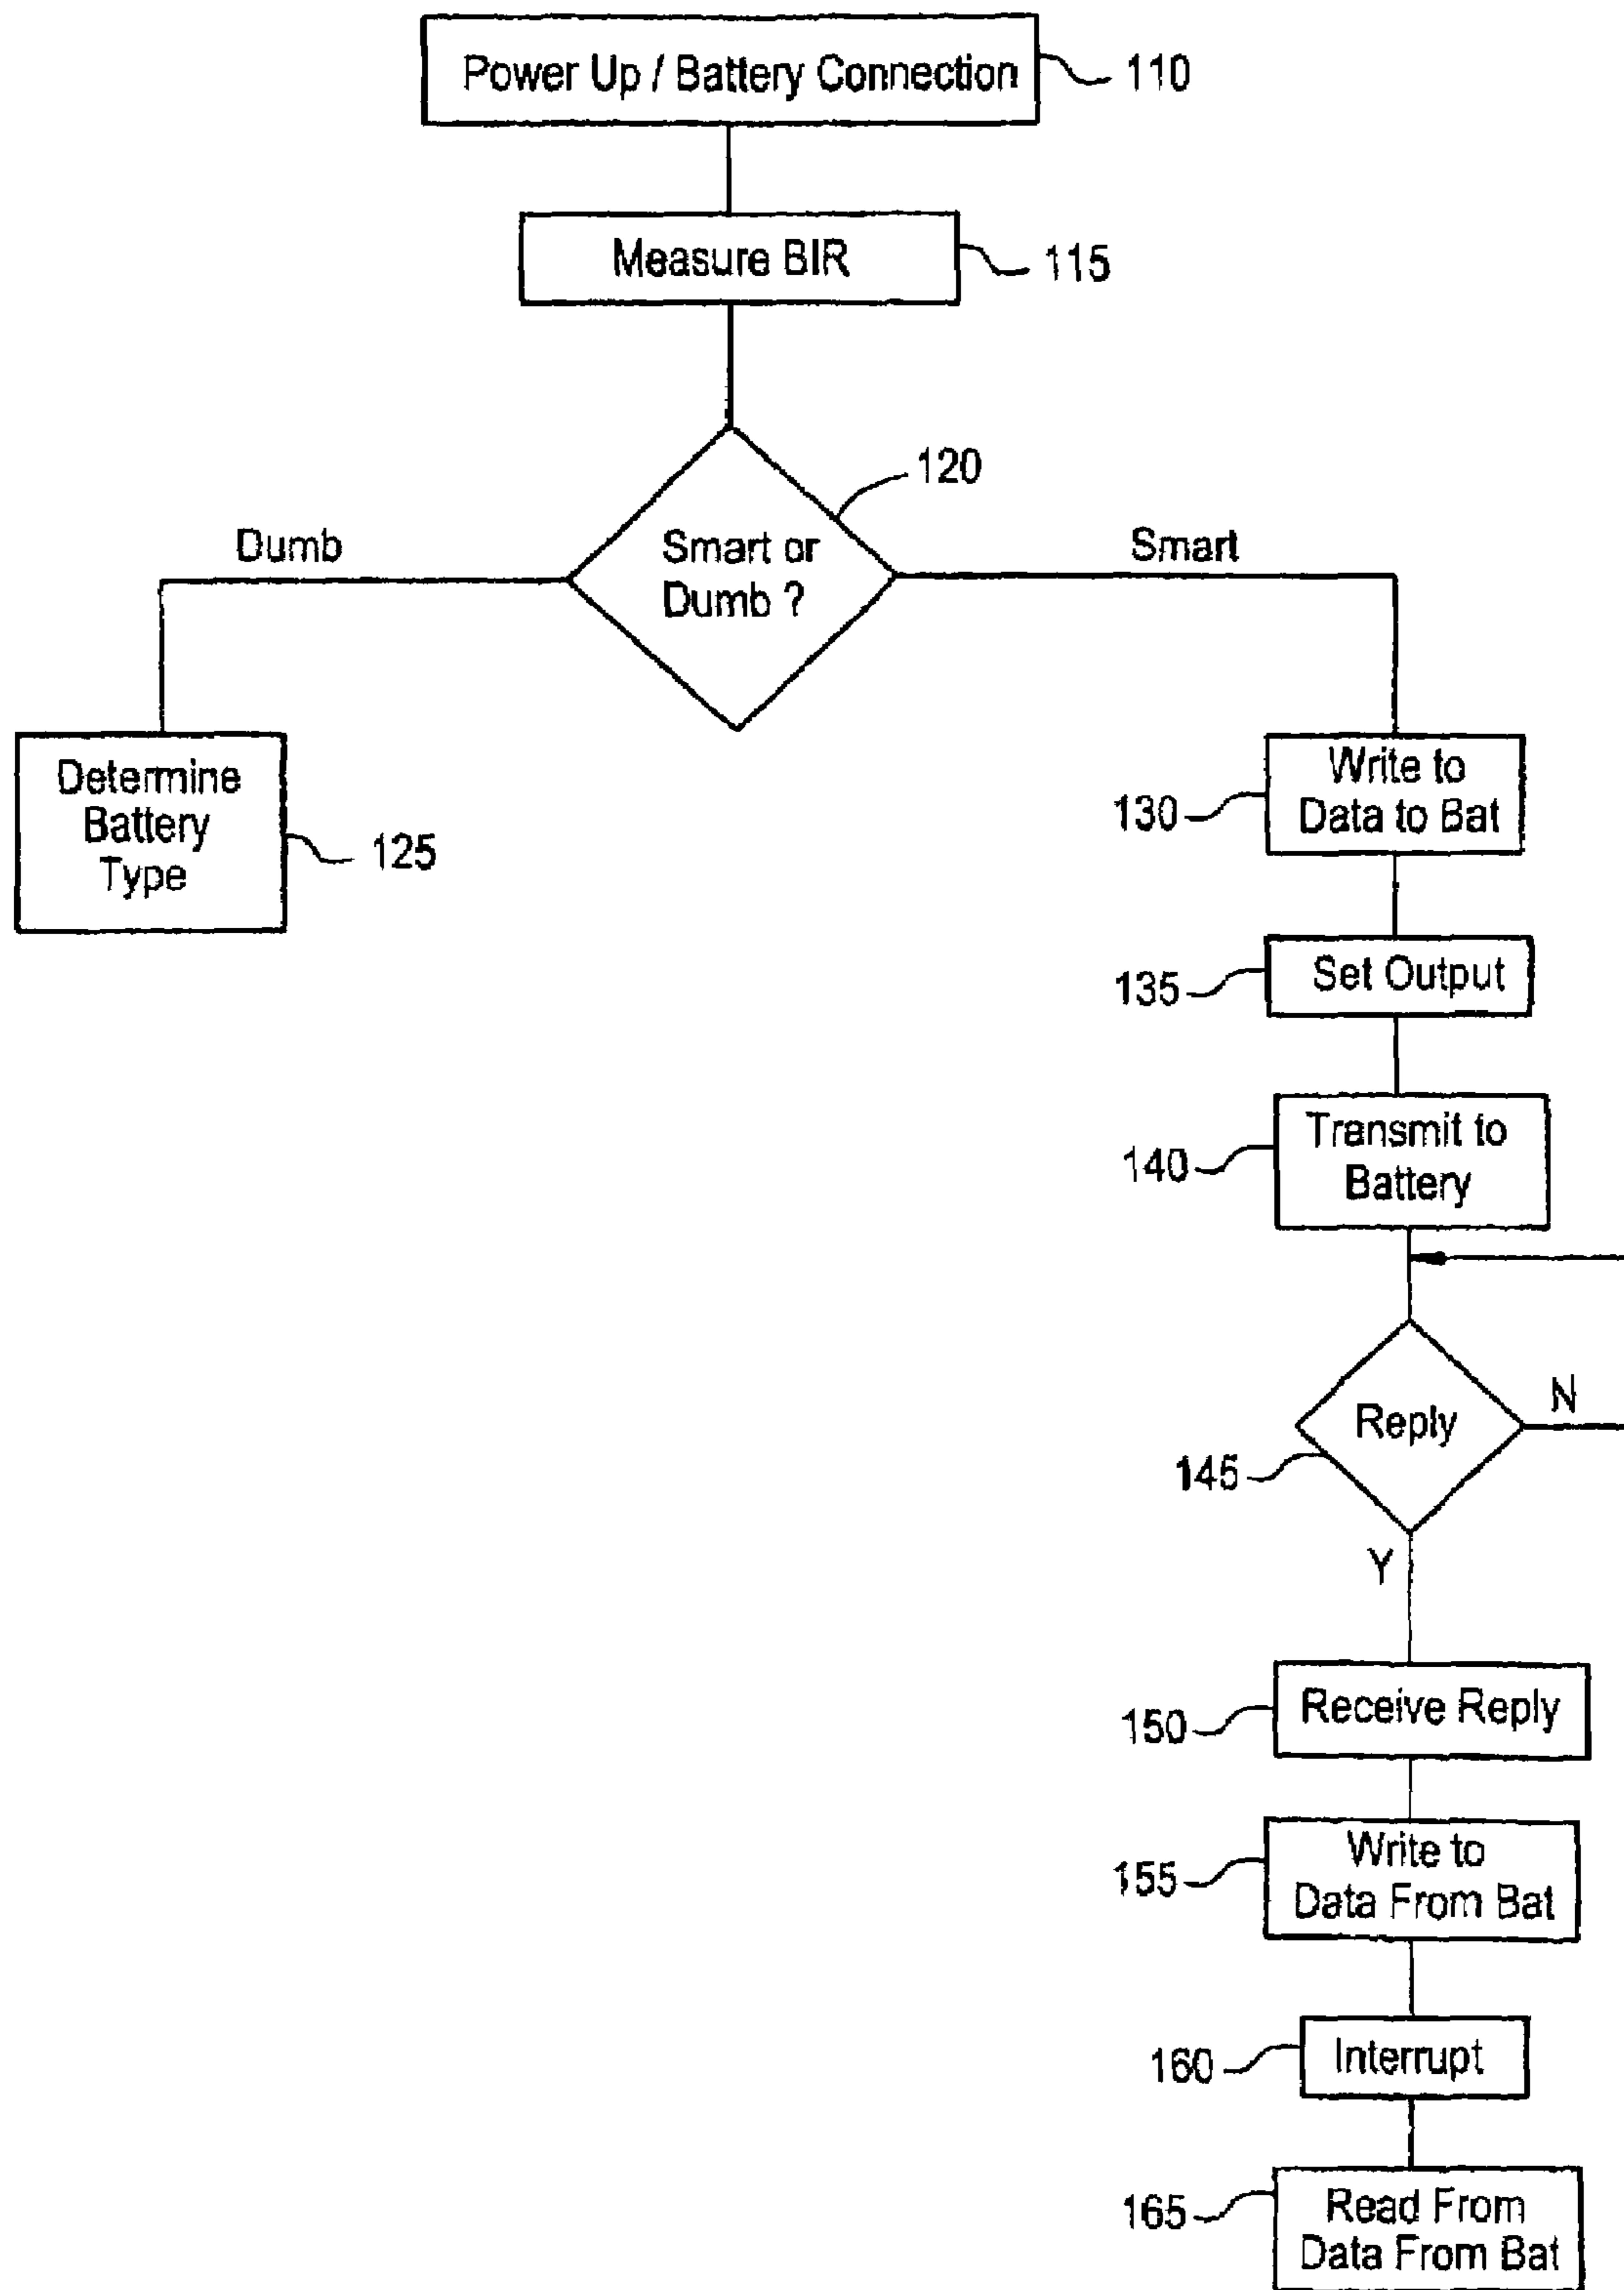 Power Up / Battery Connection
110
Measure BIR
115
120
Smart or
Dumb ?
Dumb
Smart
Determine
Battery
Type
125
Write to
Data to Bat
130
Set Output
135
Transmit to
Battery
140
Reply
N
145
Y
Receive Reply
150
Write to
Data From Bat
155
Interrupt
160
Read From
Data From Bat
165